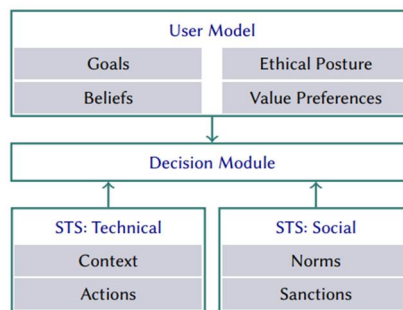 User Model
Goals
Ethical Posture
Beliefs
Value Preferences
Decision Module
STS: Technical
STS: Social
Context
Norms
Actions
Sanctions